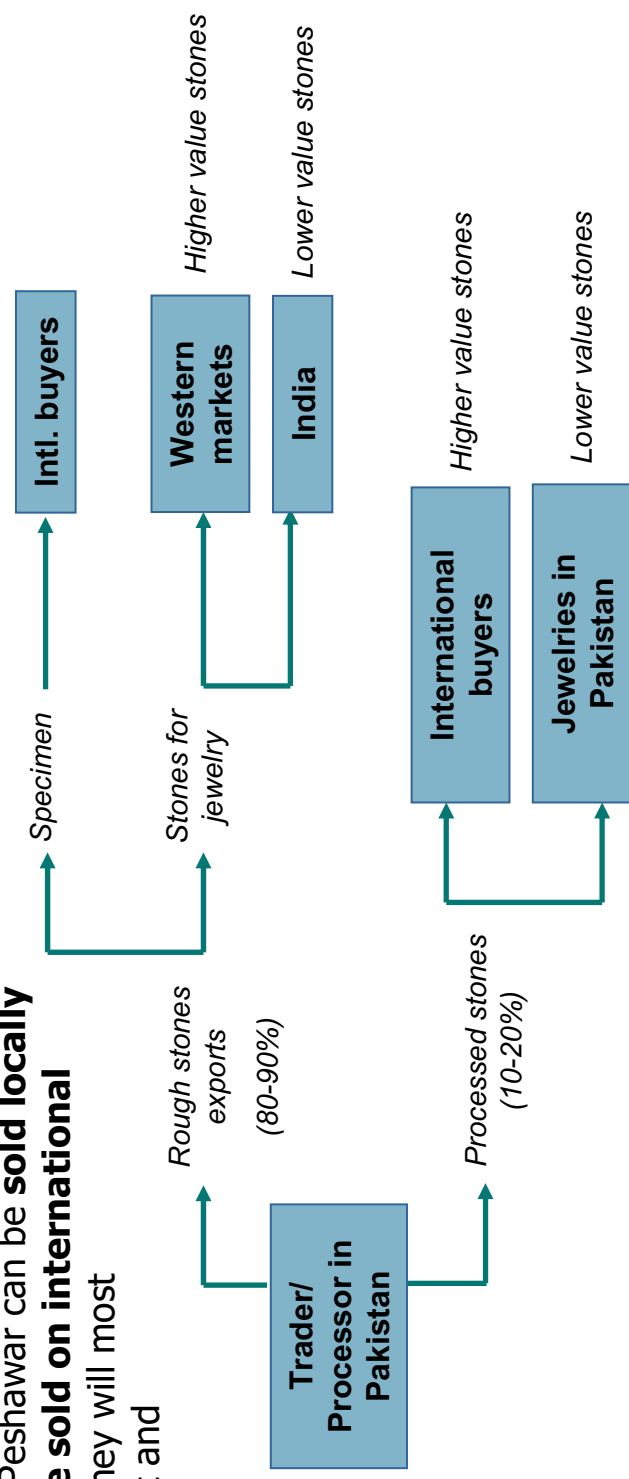 Peshawar can be sold locally
e sold on international
ney will most
and
Trader/
Processor in
Pakistan
Rough stones
exports
(80-90%)
Specimen
Intl. buyers
Stones for
jewelry
Western
markets
Higher value stones
India
Lower value stones
Processed stones
(10-20%)
International
buyers
Higher value stones
Jewelries in
Pakistan
Lower value stones